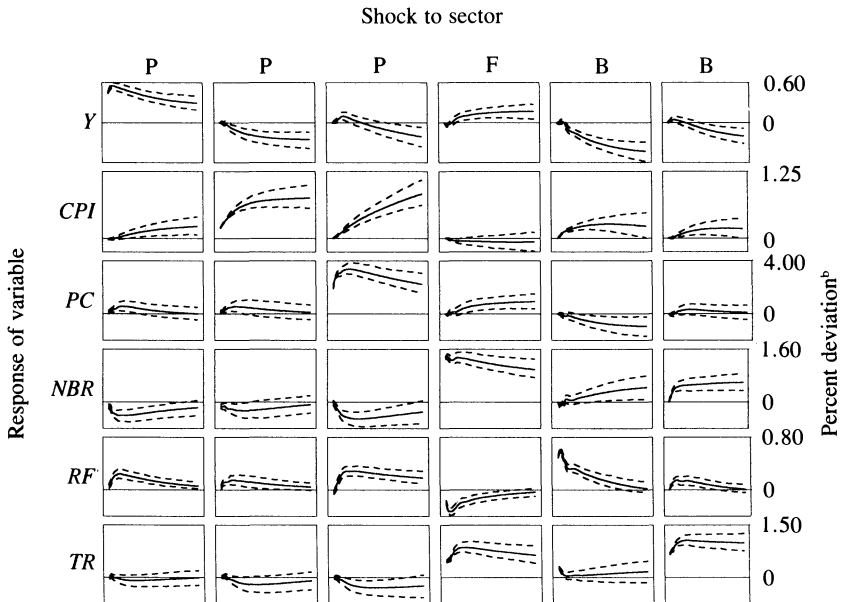 Shock to sector
P P P F B B
Y 0.60
0
CPI 1.25
0
PC 4.00
0
NBR 1.60
0
RF 0.80
0
TR 1.50
0
Response of variable
Percent deviationᵇ